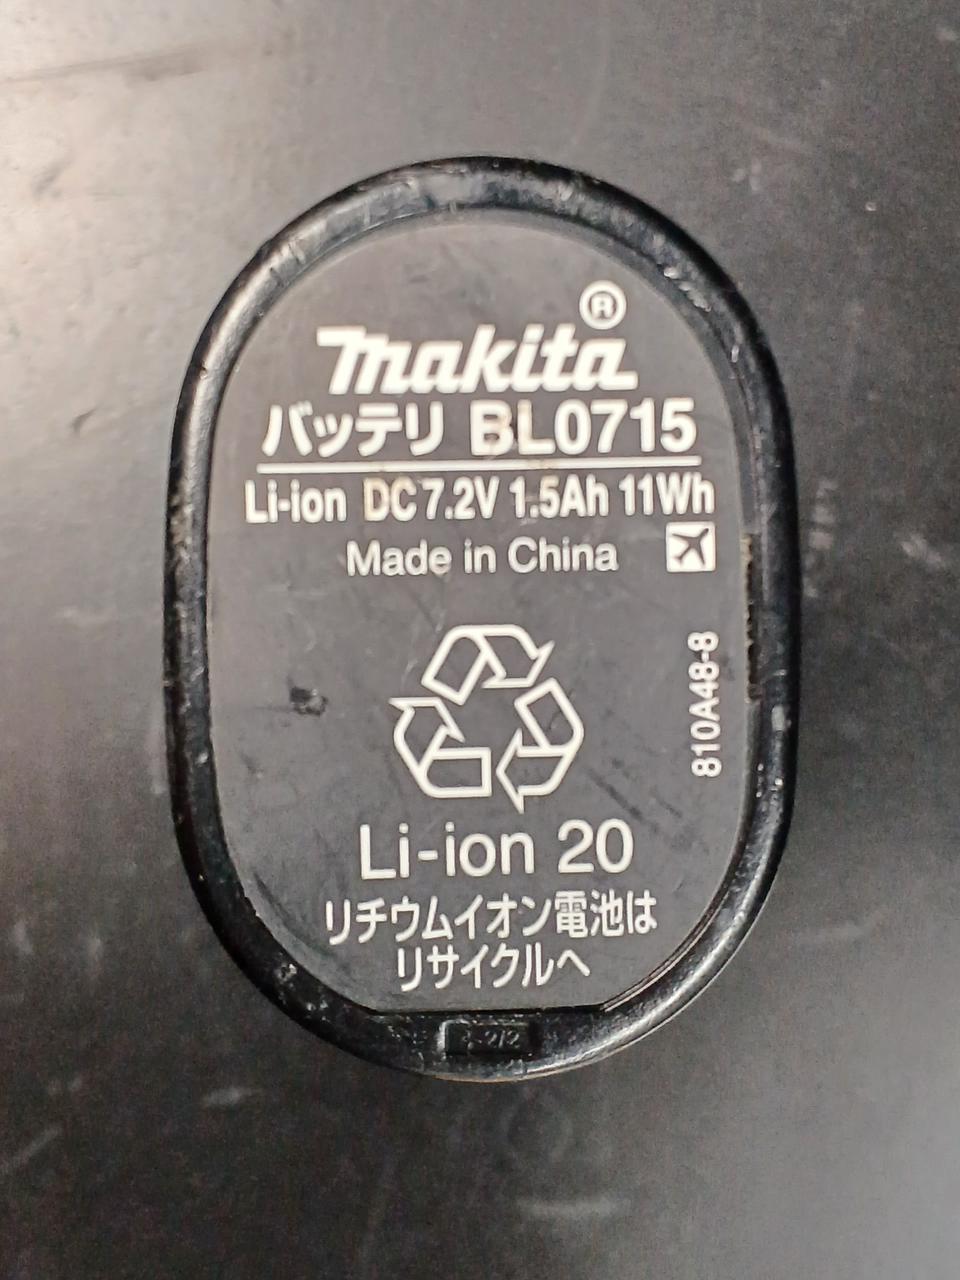 makita®
バッテリ BL0715
Li-ion DC7.2V 1.5Ah 11Wh
Made in China
810A48-8
Li-ion 20
リチウムイオン電池は
リサイクルへ